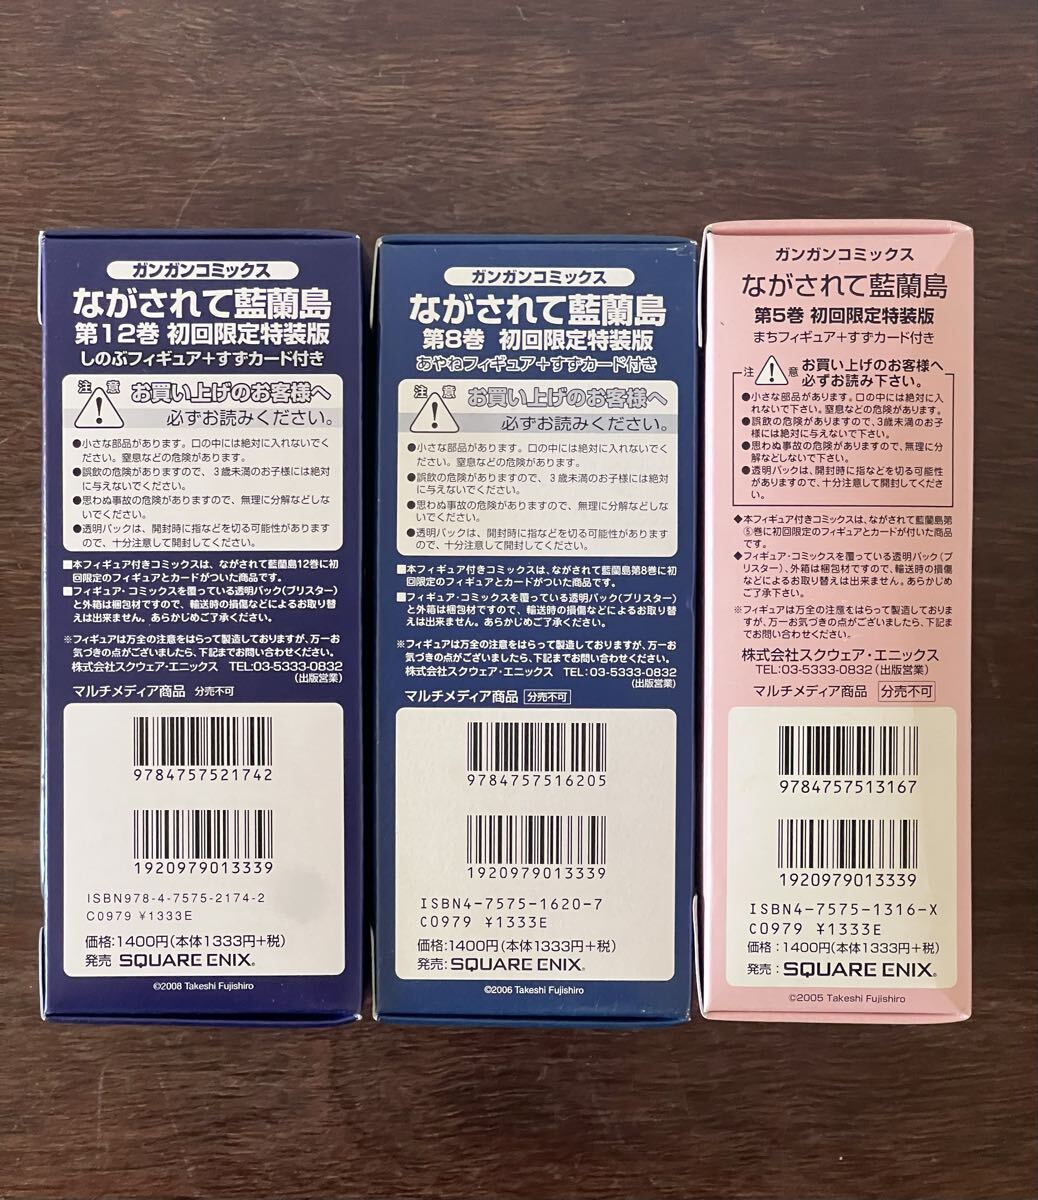 ガンガンコミックス
ながされて藍蘭島
第12巻 初回限定特装版
しのぶフィギュア+すずカード付き
注意
お買い上げのお客様へ
必ずお読みください。
●小さな部品があります。口の中には絶対に入れないでく
ださい。窒息などの危険があります。
●誤飲の危険がありますので、3歳未満のお子様には絶対
に与えないでください。
●思わぬ事故の危険がありますので、無理に分解などしな
いでください。
●透明パックは、開封時に指などを切る可能性があります
ので、十分注意して開封してください。
■本フィギュア付きコミックスは、ながされて藍蘭島12巻に初
回限定のフィギュアとカードがついた商品です。
■フィギュア・コミックスを覆っている透明パック(ブリスター)
と外箱は梱包材ですので、輸送時の損傷などによるお取り替
えは出来ません。あらかじめご了承ください。
※フィギュアは万全の注意をはらって製造しておりますが、万一お
気づきの点がございましたら、下記までお問い合わせください。
株式会社スクウェア・エニックス TEL:03-5333-0832
(出版営業)
マルチメディア商品 分売不可
9784757521742
1920979013339
ISBN978-4-7575-2174-2
C0979 ¥1333E
価格:1400円(本体1333円+税)
発売 SQUARE ENIX®
©2008 Takeshi Fujishiro
ガンガンコミックス
ながされて藍蘭島
第8巻 初回限定特装版
あやねフィギュア+すずカード付き
注意
お買い上げのお客様へ
必ずお読みください。
●小さな部品があります。口の中には絶対に入れないでく
ださい。窒息などの危険があります。
●誤飲の危険がありますので、3歳未満のお子様には絶対
に与えないでください。
●思わぬ事故の危険がありますので、無理に分解などしな
いでください。
●透明パックは、開封時に指などを切る可能性があります
ので、十分注意して開封してください。
■本フィギュア付きコミックスは、ながされて藍蘭島第8巻に初
回限定のフィギュアとカードがついた商品です。
■フィギュア・コミックスを覆っている透明パック(ブリスター)
と外箱は梱包材ですので、輸送時の損傷などによるお取り替
えは出来ません。あらかじめご了承ください。
※フィギュアは万全の注意をはらって製造しておりますが、万一お
気づきの点がございましたら、下記までお問い合わせください。
株式会社スクウェア・エニックス TEL:03-5333-0832
(出版営業)
マルチメディア商品 分売不可
9784757516205
1920979013339
ISBN4-7575-1620-7
C0979 ¥1333E
価格:1400円(本体1333円+税)
発売:SQUARE ENIX®
©2006 Takeshi Fujishiro
ガンガンコミックス
ながされて藍蘭島
第5巻 初回限定特装版
まちフィギュア+すずカード付き
注意 お買い上げのお客様へ
必ずお読み下さい。
●小さな部品があります。口の中には絶対に入
れないで下さい。窒息などの危険があります。
●誤飲の危険がありますので、3歳未満のお子
様には絶対に与えないで下さい。
●思わぬ事故の危険がありますので、無理に分
解などしないで下さい。
●透明パックは、開封時に指などを切る可能性
がありますので、十分注意して開封してくださ
い。
◆本フィギュア付きコミックスは、ながされて藍蘭島第
⑤巻に初回限定のフィギュアとカードが付いた商品
です。
◆フィギュア・コミックスを覆っている透明パック(ブ
リスター)、外箱は梱包材ですので、輸送時の損傷
などによるお取り替えは出来ません。あらかじめ
ご了承ください。
※フィギュアは万全の注意をはらって製造しておりま
すが、万一お気づきの点がございましたら、下記ま
でお問い合わせください。
株式会社スクウェア・エニックス
TEL:03-5333-0832(出版営業)
マルチメディア商品 分売不可
9784757513167
1920979013339
ISBN4-7575-1316-X
C0979 ¥1333E
価格:1400円(本体1333円+税)
発売:SQUARE ENIX®
©2005 Takeshi Fujishiro